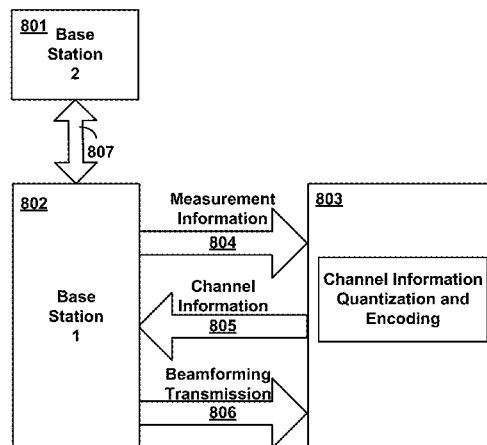 801
Base
Station
2
807
802
Base
Station
1
Measurement
Information
804
Channel
Information
805
Beamforming
Transmission
806
803
Channel Information
Quantization and
Encoding